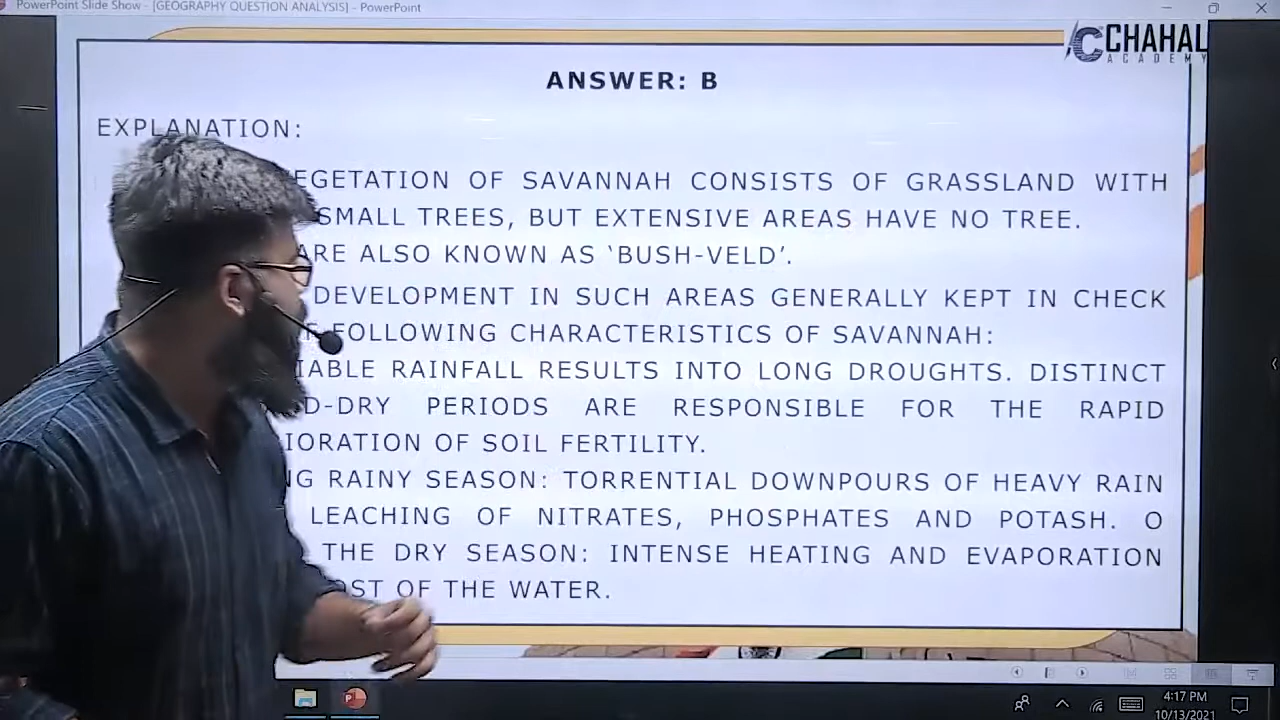 PowerPoint Slide Show - [GEOGRAPHY QUESTION ANALYSIS] - PowerPoint
CHAHAL
ACADEMY
ANSWER: B
EXPLANATION:
EGETATION OF SAVANNAH CONSISTS OF GRASSLAND WITH
SMALL TREES, BUT EXTENSIVE AREAS HAVE NO TREE.
ARE ALSO KNOWN AS ‘BUSH-VELD’.
DEVELOPMENT IN SUCH AREAS GENERALLY KEPT IN CHECK
FOLLOWING CHARACTERISTICS OF SAVANNAH:
IABLE RAINFALL RESULTS INTO LONG DROUGHTS. DISTINCT
D-DRY PERIODS ARE RESPONSIBLE FOR THE RAPID
IORATION OF SOIL FERTILITY.
NG RAINY SEASON: TORRENTIAL DOWNPOURS OF HEAVY RAIN
LEACHING OF NITRATES, PHOSPHATES AND POTASH. O
THE DRY SEASON: INTENSE HEATING AND EVAPORATION
OST OF THE WATER.
4:17 PM
10/13/2021